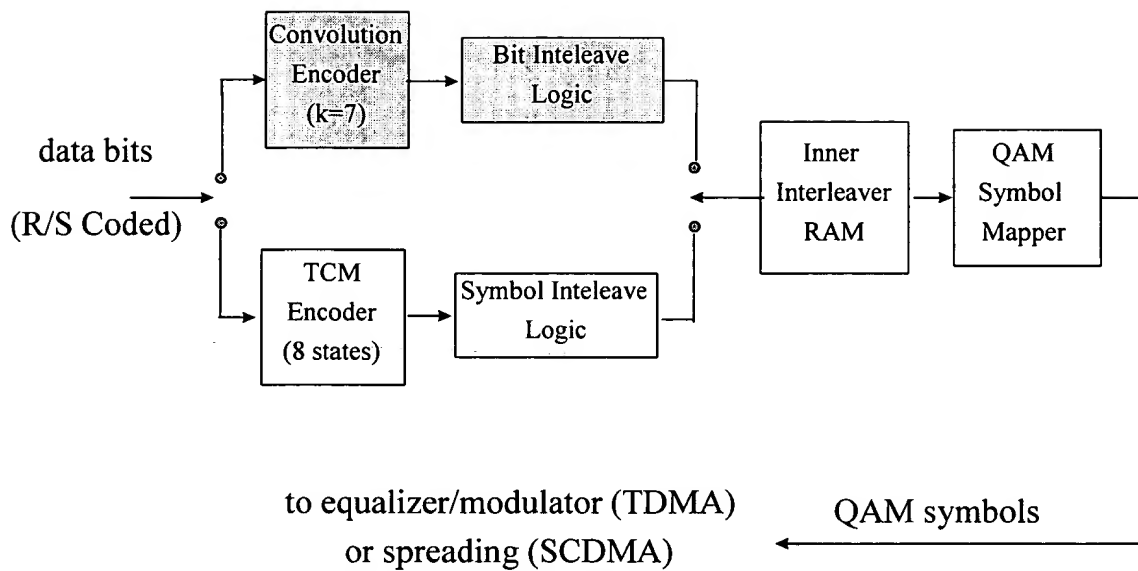 Convolution
Encoder
(k=7)
Bit Inteleave
Logic
data bits
(R/S Coded)
TCM
Encoder
(8 states)
Symbol Inteleave
Logic
Inner
Interleaver
RAM
QAM
Symbol
Mapper
to equalizer/modulator (TDMA)
or spreading (SCDMA)
QAM symbols